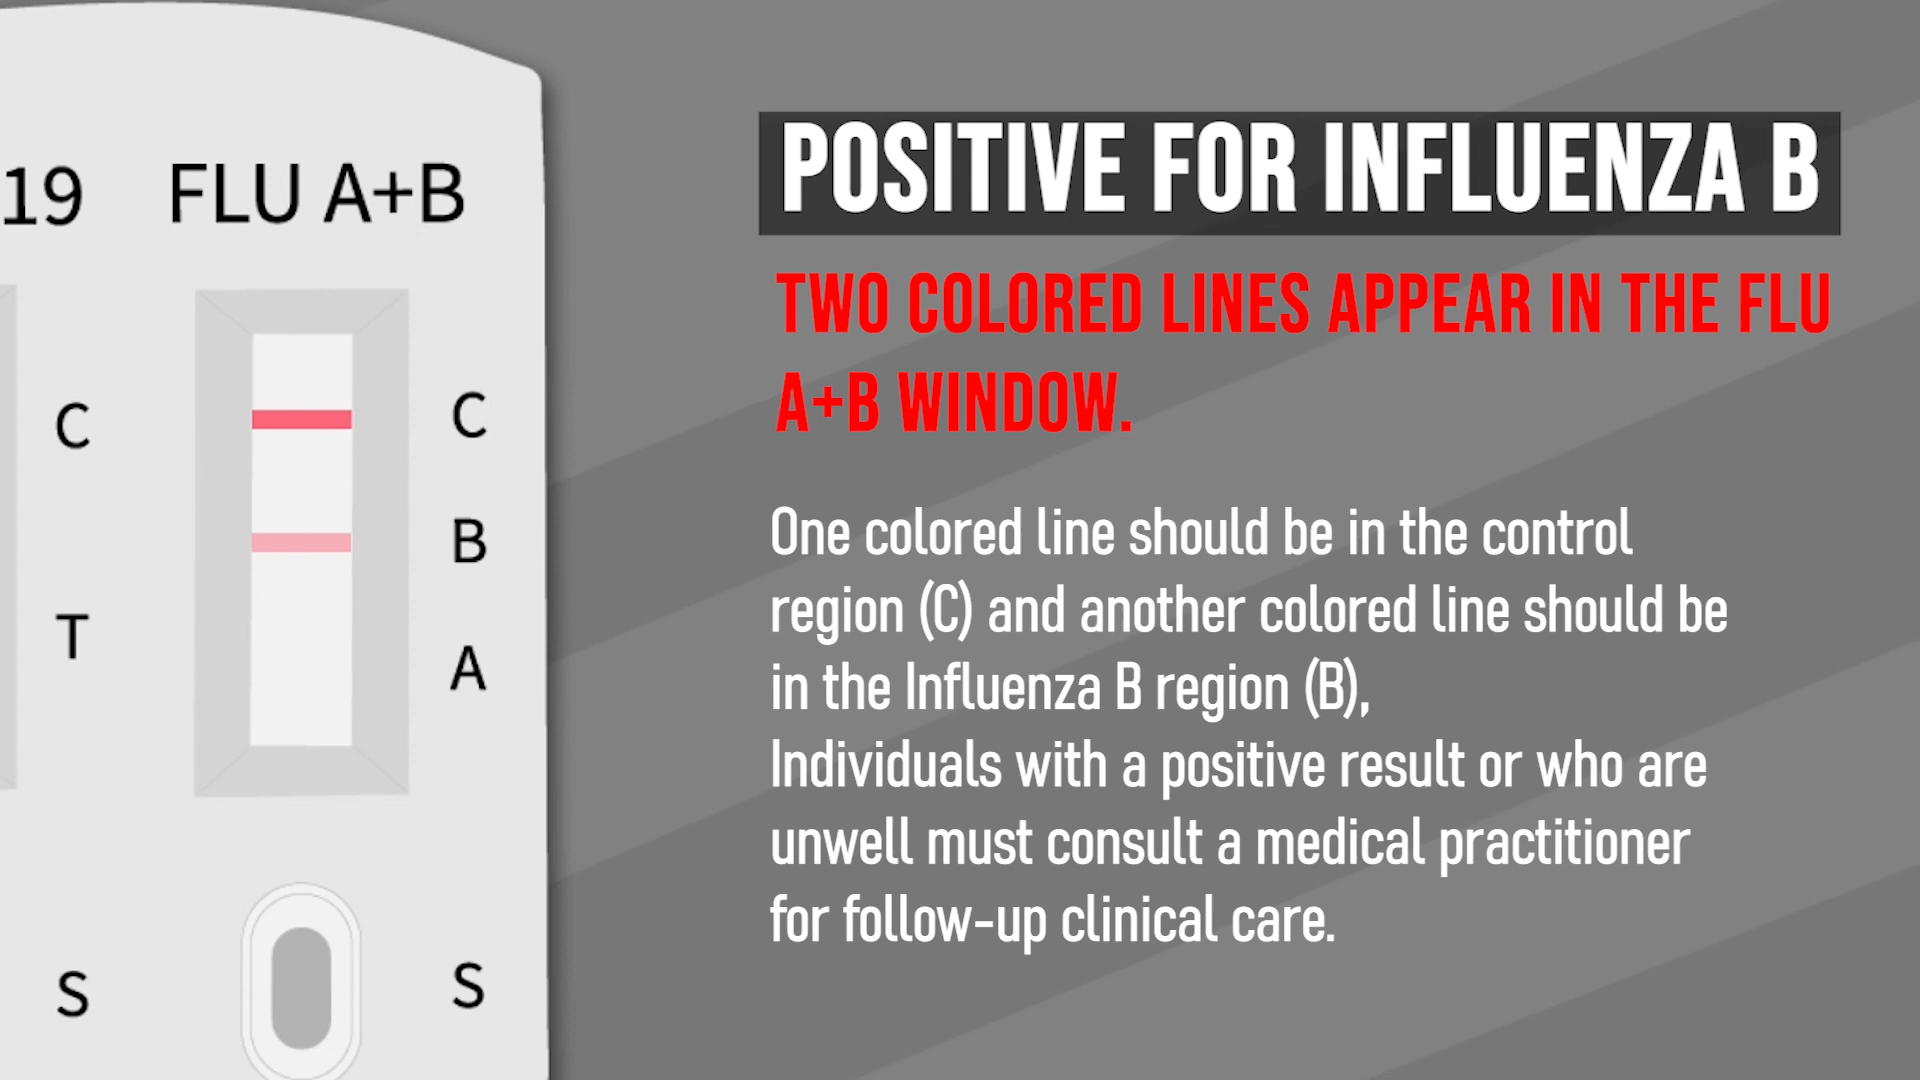 POSITIVE FOR INFLUENZA B
TWO COLORED LINES APPEAR IN THE FLU
A+B WINDOW.
One colored line should be in the control
region (C) and another colored line should be
in the Influenza B region (B),
Individuals with a positive result or who are
unwell must consult a medical practitioner
for follow-up clinical care.
19 FLU A+B
C C
B
T A
S S